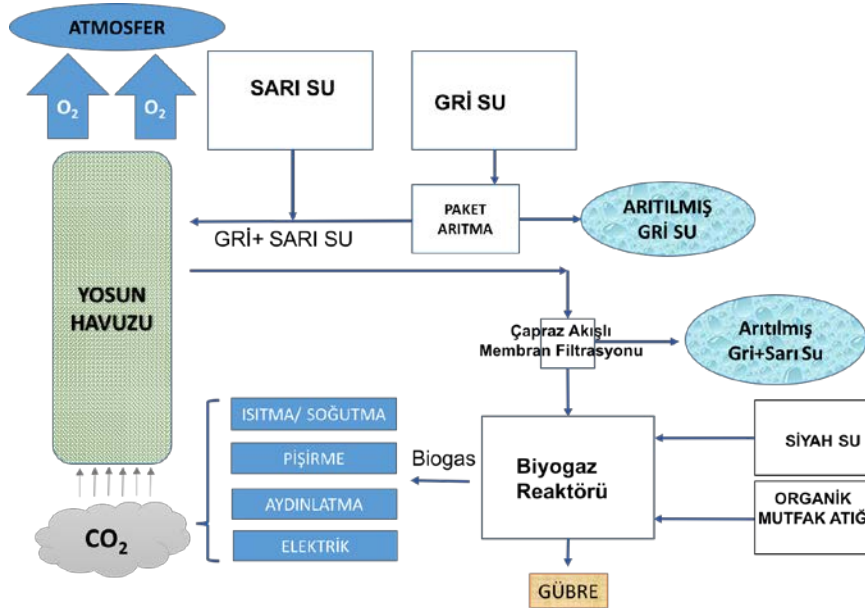 ATMOSFER
O₂
O₂
SARI SU
GRİ SU
PAKET
ARITMA
ARITILMIŞ
GRİ SU
GRİ+ SARI SU
YOSUN
HAVUZU
Çapraz Akışlı
Membran Filtrasyonu
Arıtılmış
Gri+Sarı Su
ISITMA/ SOĞUTMA
PİŞİRME
AYDINLATMA
ELEKTRİK
Biogas
Biyogaz
Reaktörü
SİYAH SU
ORGANİK
MUTFAK ATIĞ
CO₂
GÜBRE